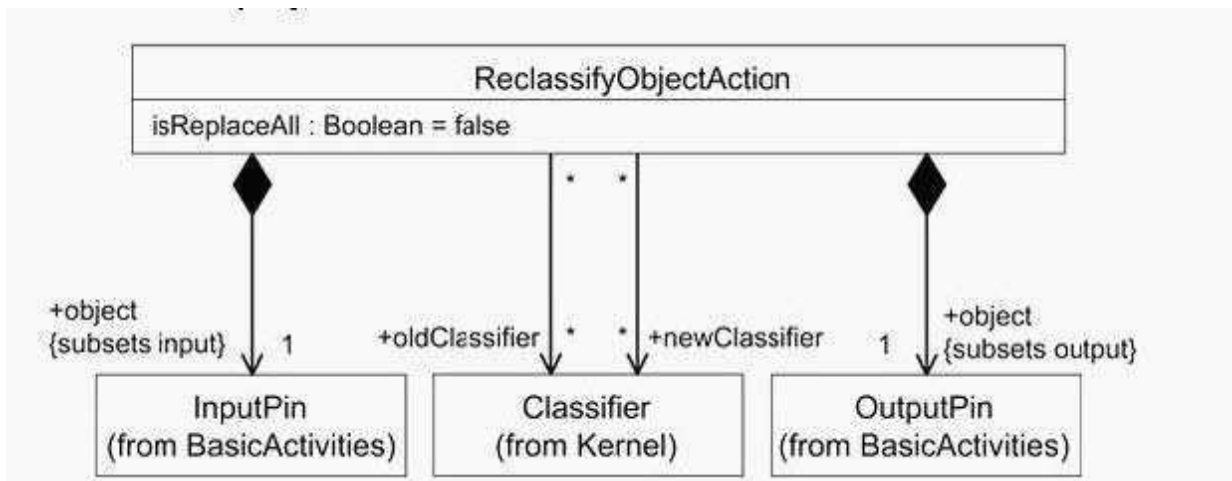 ReclassifyObjectAction
isReplaceAll : Boolean = false
* *
+object
{subsets input} 1
+oldClassifier * * +newClassifier
1 +object
{subsets output}
InputPin
(from BasicActivities)
Classifier
(from Kernel)
OutputPin
(from BasicActivities)